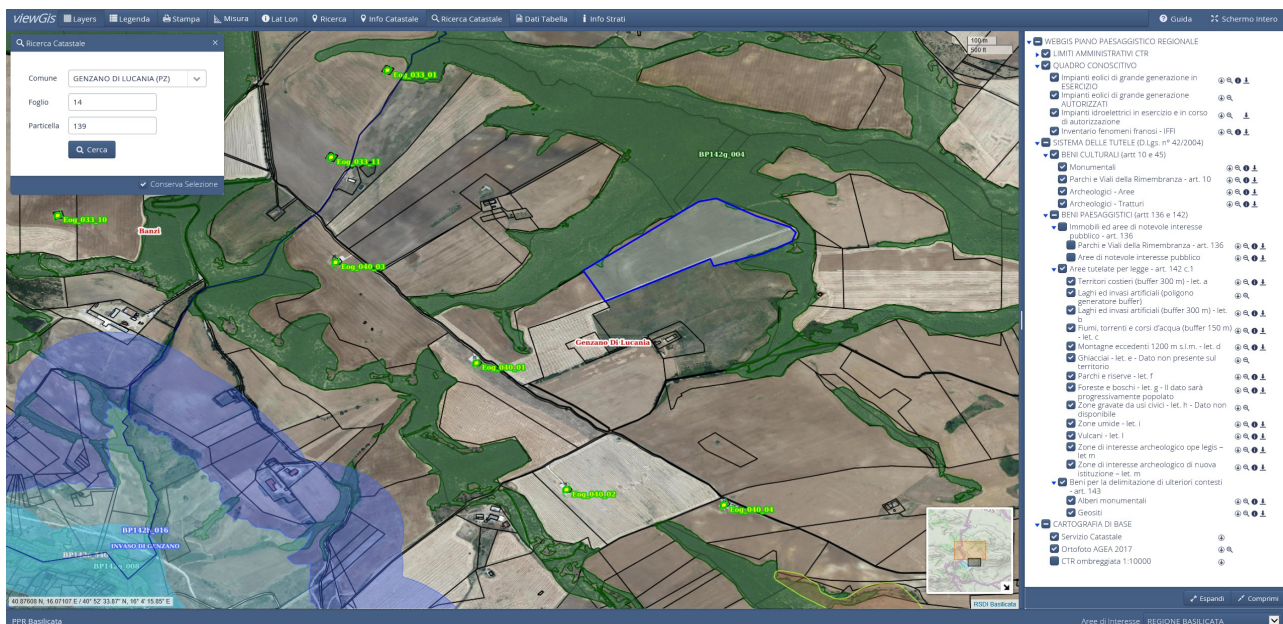 viewGis Layers Legenda Stampa Misura Lat Lon Ricerca Info Catastale Ricerca Catastale Dati Tabella Info Strati Guida Schermo Intero
Ricerca Catastale ×
Comune GENZANO DI LUCANIA (PZ)
Foglio 14
Particella 139
Cerca
Conserva Selezione
100 m
500 ft
Eog_033_01
Eog_033_11
BP142g_004
Eog_033_10
Banzi
Eog_040_03
Genzano Di Lucania
Eog_040_01
Eog_040_02
Eog_040_04
BP142b_016
INVASO DI GENZANO
40.87608 N, 16.07107 E / 40° 52' 33.87" N, 16° 4' 15.85" E
RSDI Basilicata
WEBGIS PIANO PAESAGGISTICO REGIONALE
LIMITI AMMINISTRATIVI CTR
QUADRO CONOSCITIVO
Impianti eolici di grande generazione in
ESERCIZIO
Impianti eolici di grande generazione
AUTORIZZATI
Impianti idroelettrici in esercizio e in corso
di autorizzazione
Inventario fenomeni franosi - IFFI
SISTEMA DELLE TUTELE (D.Lgs. n° 42/2004)
BENI CULTURALI (artt 10 e 45)
Monumentali
Parchi e Viali della Rimembranza - art. 10
Archeologici - Aree
Archeologici - Tratturi
BENI PAESAGGISTICI (artt 136 e 142)
Immobili ed aree di notevole interesse
pubblico - art. 136
Parchi e Viali della Rimembranza - art. 136
Aree di notevole interesse pubblico
Aree tutelate per legge - art. 142 c.1
Territori costieri (buffer 300 m) - let. a
Laghi ed invasi artificiali (poligono
generatore buffer)
Laghi ed invasi artificiali (buffer 300 m) - let.
b
Fiumi, torrenti e corsi d'acqua (buffer 150 m)
- let. c
Montagne eccedenti 1200 m s.l.m. - let. d
Ghiacciai - let. e - Dato non presente sul
territorio
Parchi e riserve - let. f
Foreste e boschi - let. g - Il dato sarà
progressivamente popolato
Zone gravate da usi civici - let. h - Dato non
disponibile
Zone umide - let. i
Vulcani - let. l
Zone di interesse archeologico ope legis –
let m
Zone di interesse archeologico di nuova
istituzione – let. m
Beni per la delimitazione di ulteriori contesti
- art. 143
Alberi monumentali
Geositi
CARTOGRAFIA DI BASE
Servizio Catastale
Ortofoto AGEA 2017
CTR ombreggiata 1:10000
Espandi Comprimi
PPR Basilicata Aree di Interesse REGIONE BASILICATA